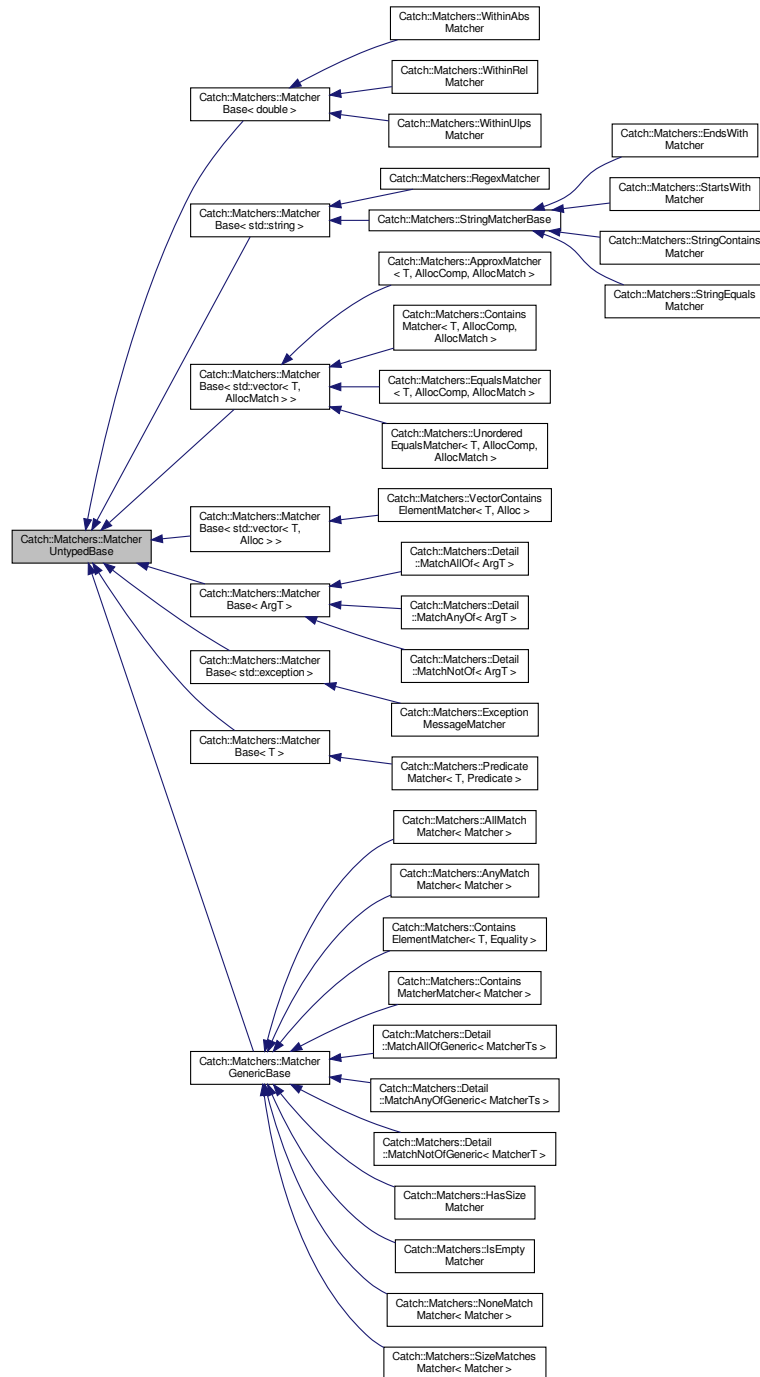 Catch::Matchers::WithinAbs
Matcher
Catch::Matchers::Matcher
Base< double >
Catch::Matchers::WithinRel
Matcher
Catch::Matchers::WithinUlps
Matcher
Catch::Matchers::EndsWith
Matcher
Catch::Matchers::RegexMatcher
Catch::Matchers::StartsWith
Matcher
Catch::Matchers::Matcher
Base< std::string >
Catch::Matchers::StringMatcherBase
Catch::Matchers::StringContains
Matcher
Catch::Matchers::ApproxMatcher
< T, AllocComp, AllocMatch >
Catch::Matchers::StringEquals
Matcher
Catch::Matchers::Contains
Matcher< T, AllocComp,
AllocMatch >
Catch::Matchers::Matcher
Base< std::vector< T,
AllocMatch > >
Catch::Matchers::EqualsMatcher
< T, AllocComp, AllocMatch >
Catch::Matchers::Unordered
EqualsMatcher< T, AllocComp,
AllocMatch >
Catch::Matchers::Matcher
Base< std::vector< T,
Alloc > >
Catch::Matchers::VectorContains
ElementMatcher< T, Alloc >
Catch::Matchers::Matcher
UntypedBase
Catch::Matchers::Detail
::MatchAllOf< ArgT >
Catch::Matchers::Matcher
Base< ArgT >
Catch::Matchers::Detail
::MatchAnyOf< ArgT >
Catch::Matchers::Detail
::MatchNotOf< ArgT >
Catch::Matchers::Matcher
Base< std::exception >
Catch::Matchers::Exception
MessageMatcher
Catch::Matchers::Matcher
Base< T >
Catch::Matchers::Predicate
Matcher< T, Predicate >
Catch::Matchers::AllMatch
Matcher< Matcher >
Catch::Matchers::AnyMatch
Matcher< Matcher >
Catch::Matchers::Contains
ElementMatcher< T, Equality >
Catch::Matchers::Contains
MatcherMatcher< Matcher >
Catch::Matchers::Matcher
GenericBase
Catch::Matchers::Detail
::MatchAllOfGeneric< MatcherTs >
Catch::Matchers::Detail
::MatchAnyOfGeneric< MatcherTs >
Catch::Matchers::Detail
::MatchNotOfGeneric< MatcherT >
Catch::Matchers::HasSize
Matcher
Catch::Matchers::IsEmpty
Matcher
Catch::Matchers::NoneMatch
Matcher< Matcher >
Catch::Matchers::SizeMatches
Matcher< Matcher >